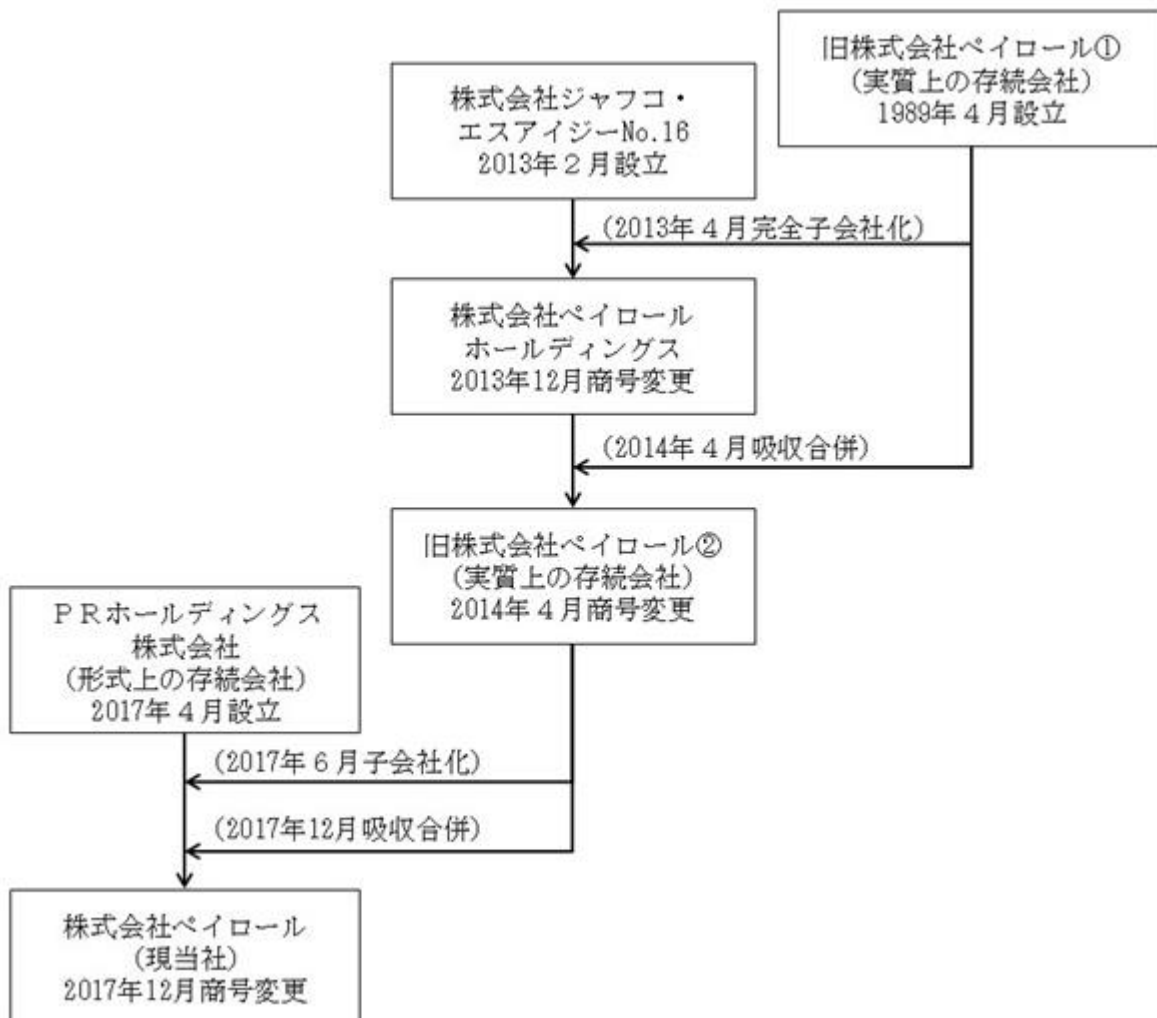 旧株式会社ペイロール①
(実質上の存続会社)
1989年４月設立
株式会社ジャフコ・
エスアイジーNo.16
2013年２月設立
(2013年４月完全子会社化)
株式会社ペイロール
ホールディングス
2013年12月商号変更
(2014年４月吸収合併)
旧株式会社ペイロール②
(実質上の存続会社)
2014年４月商号変更
ＰＲホールディングス
株式会社
(形式上の存続会社)
2017年４月設立
(2017年６月子会社化)
(2017年12月吸収合併)
株式会社ペイロール
(現当社)
2017年12月商号変更